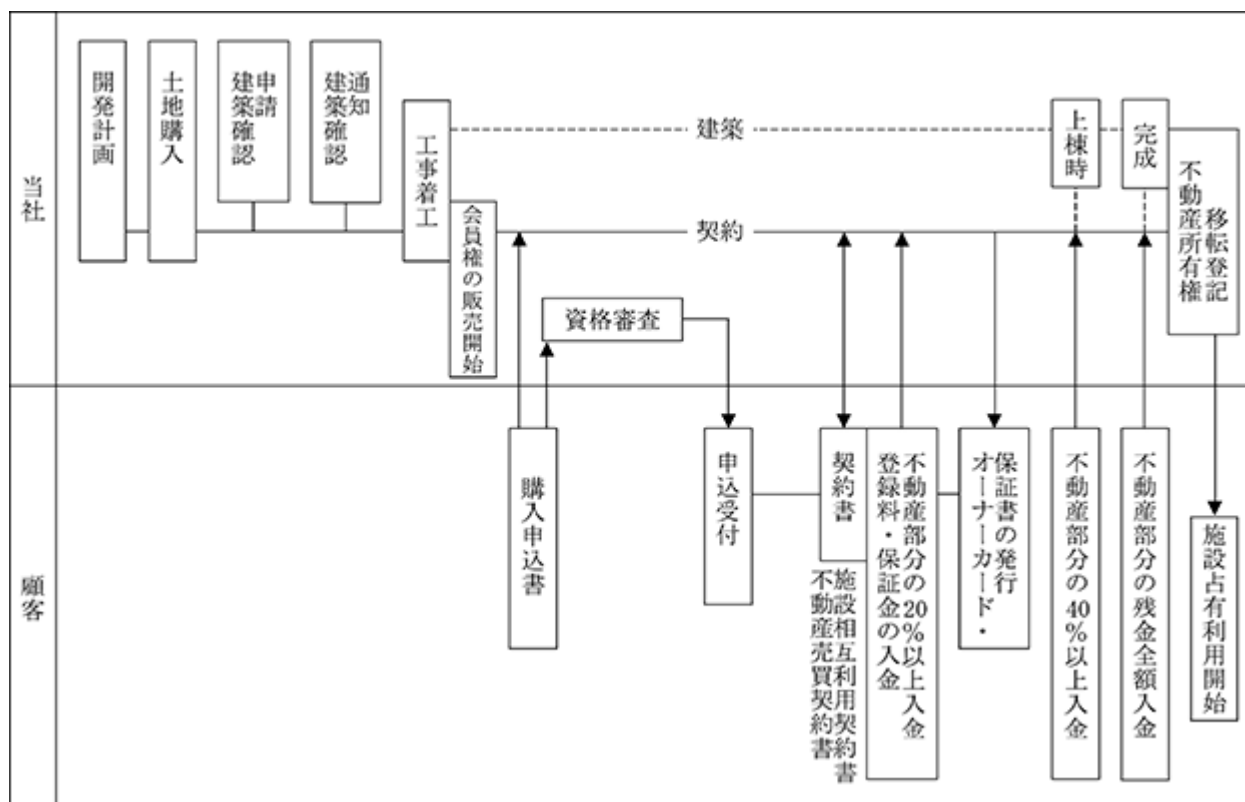 当社
開発計画
土地購入
建築確認
申請
建築確認
通知
工事着工
会員権の販売開始
建築
契約
上棟時
完成
不動産所有権
移転登記
資格審査
顧客
購入申込書
申込受付
契約書
施設相互利用契約書
不動産売買契約書
不動産部分の20%以上入金
登録料・保証金の入金
オーナーカード・
保証書の発行
不動産部分の40%以上入金
不動産部分の残金全額入金
施設占有利用開始